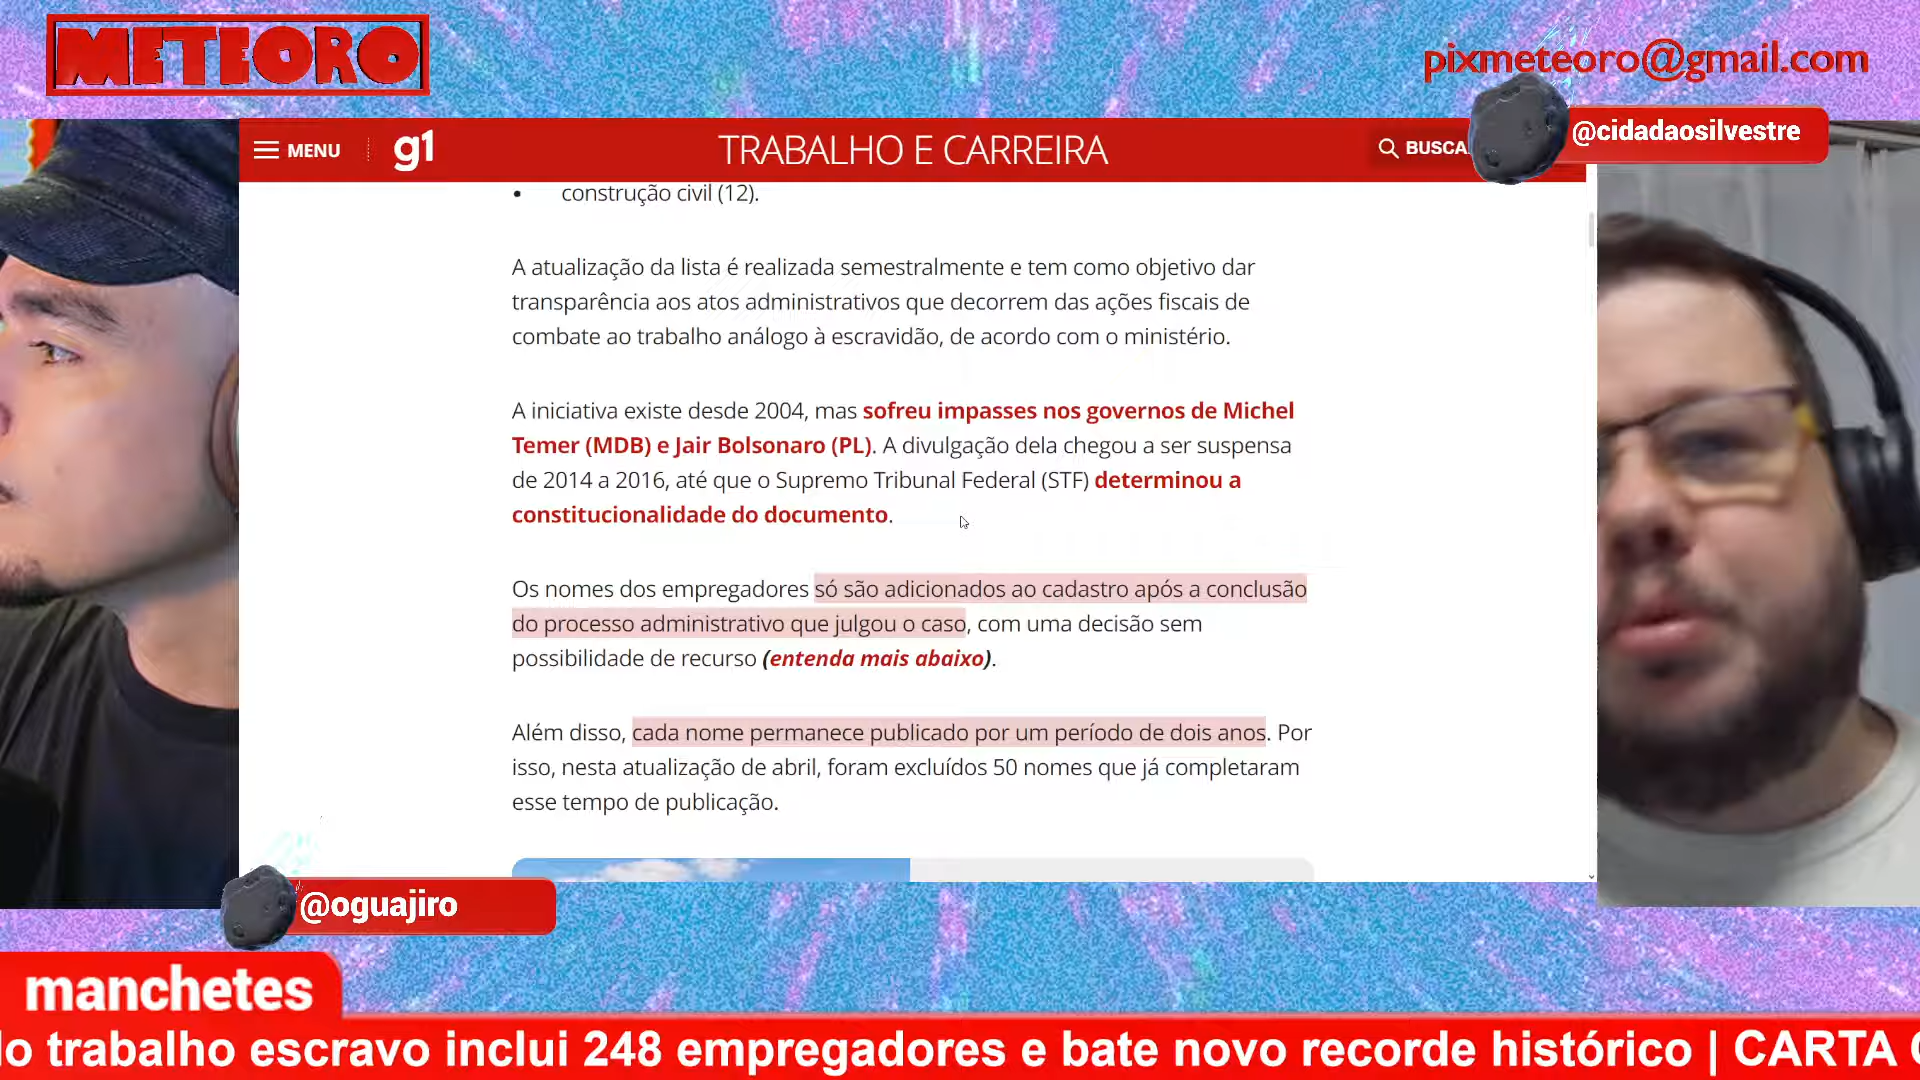 METEORO
pixmeteoro@gmail.com
@cidadaosilvestre
MENU
g1
TRABALHO E CARREIRA
BUSCA
• construção civil (12).
A atualização da lista é realizada semestralmente e tem como objetivo dar
transparência aos atos administrativos que decorrem das ações fiscais de
combate ao trabalho análogo à escravidão, de acordo com o ministério.
A iniciativa existe desde 2004, mas sofreu impasses nos governos de Michel
Temer (MDB) e Jair Bolsonaro (PL). A divulgação dela chegou a ser suspensa
de 2014 a 2016, até que o Supremo Tribunal Federal (STF) determinou a
constitucionalidade do documento.
Os nomes dos empregadores só são adicionados ao cadastro após a conclusão
do processo administrativo que julgou o caso, com uma decisão sem
possibilidade de recurso (entenda mais abaixo).
Além disso, cada nome permanece publicado por um período de dois anos. Por
isso, nesta atualização de abril, foram excluídos 50 nomes que já completaram
esse tempo de publicação.
@oguajiro
manchetes
lo trabalho escravo inclui 248 empregadores e bate novo recorde histórico | CARTA